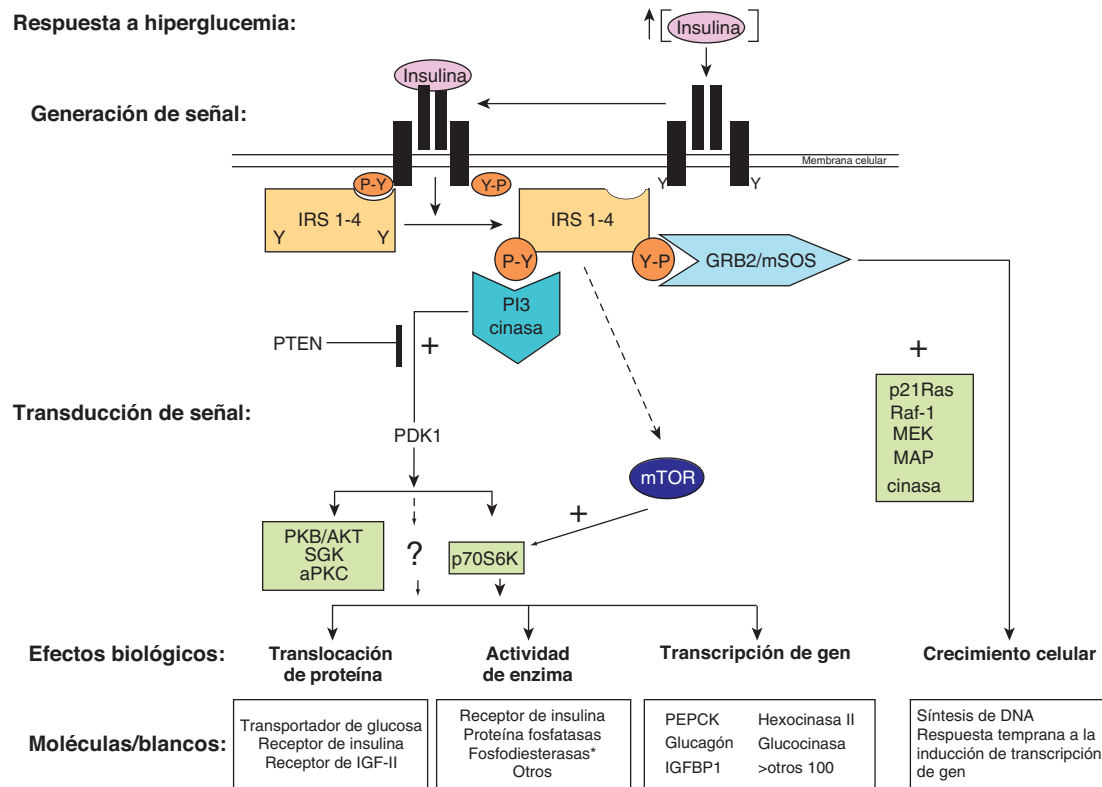 Respuesta a hiperglucemia:
Insulina
Insulina
Generación de señal:
Membrana celular
P-Y
Y-P
Y
Y
IRS 1-4
Y
Y
IRS 1-4
P-Y
Y-P
GRB2/mSOS
PI3
cinasa
PTEN
+
+
p21Ras
Raf-1
MEK
MAP
cinasa
Transducción de señal:
PDK1
mTOR
+
PKB/AKT
SGK
aPKC
?
p70S6K
Efectos biológicos:
Translocación
de proteína
Actividad
de enzima
Transcripción de gen
Crecimiento celular
Moléculas/blancos:
Transportador de glucosa
Receptor de insulina
Receptor de IGF-II
Receptor de insulina
Proteína fosfatasas
Fosfodiesterasas*
Otros
PEPCK Hexocinasa II
Glucagón Glucocinasa
IGFBP1 >otros 100
Síntesis de DNA
Respuesta temprana a la
inducción de transcripción
de gen